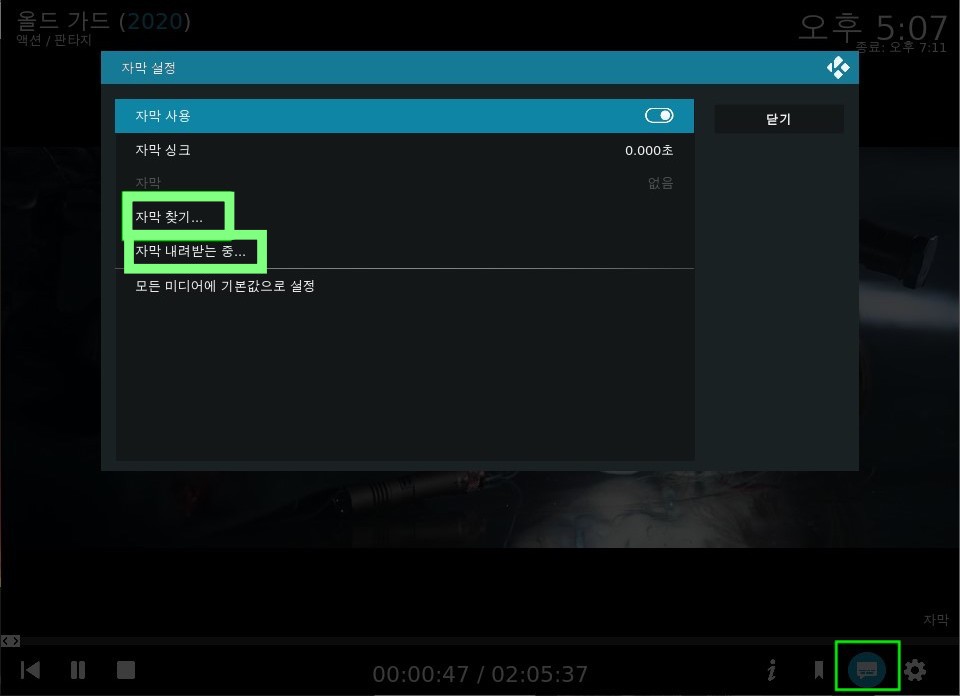 올드 가드 (2020)
액션 / 판타지
오후 5:07
종료: 오후 7:11
자막 설정
자막 사용
닫기
자막 싱크 0.000초
자막 없음
자막 찾기...
자막 내려받는 중...
모든 미디어에 기본값으로 설정
자막
00:00:47 / 02:05:37